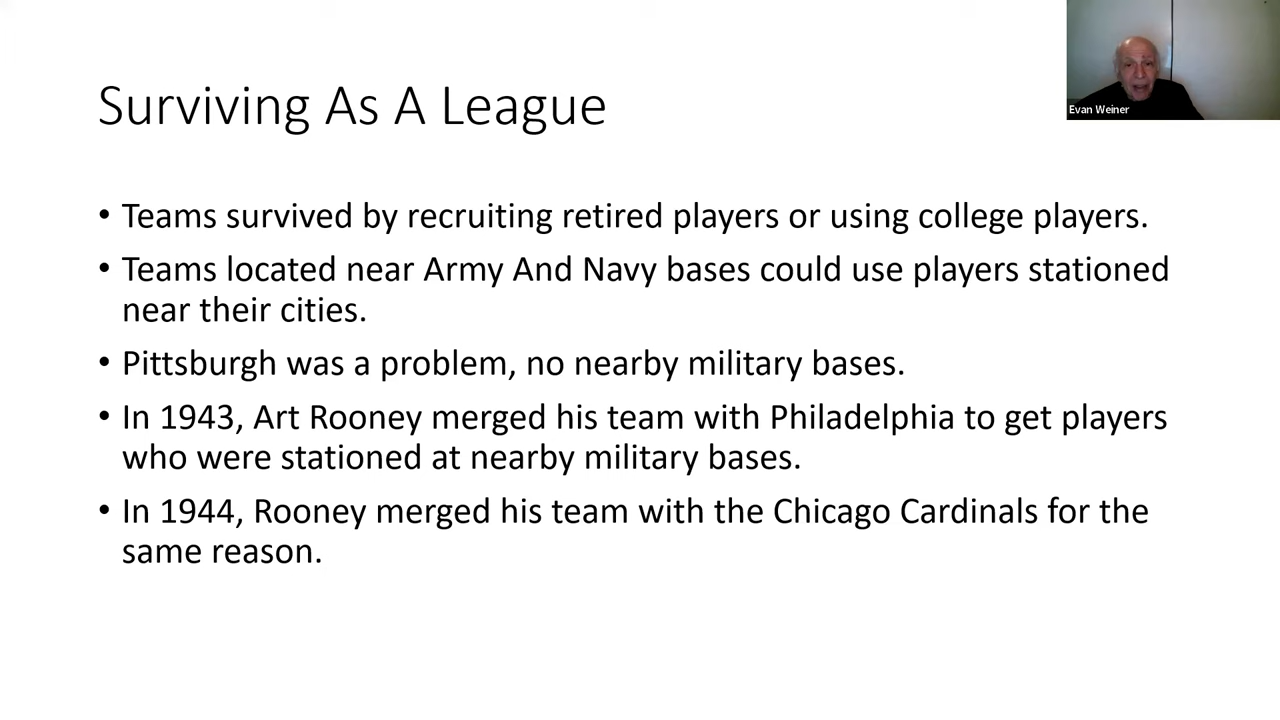 Surviving As A League
Evan Weiner
• Teams survived by recruiting retired players or using college players.
• Teams located near Army And Navy bases could use players stationed
near their cities.
• Pittsburgh was a problem, no nearby military bases.
• In 1943, Art Rooney merged his team with Philadelphia to get players
who were stationed at nearby military bases.
• In 1944, Rooney merged his team with the Chicago Cardinals for the
same reason.